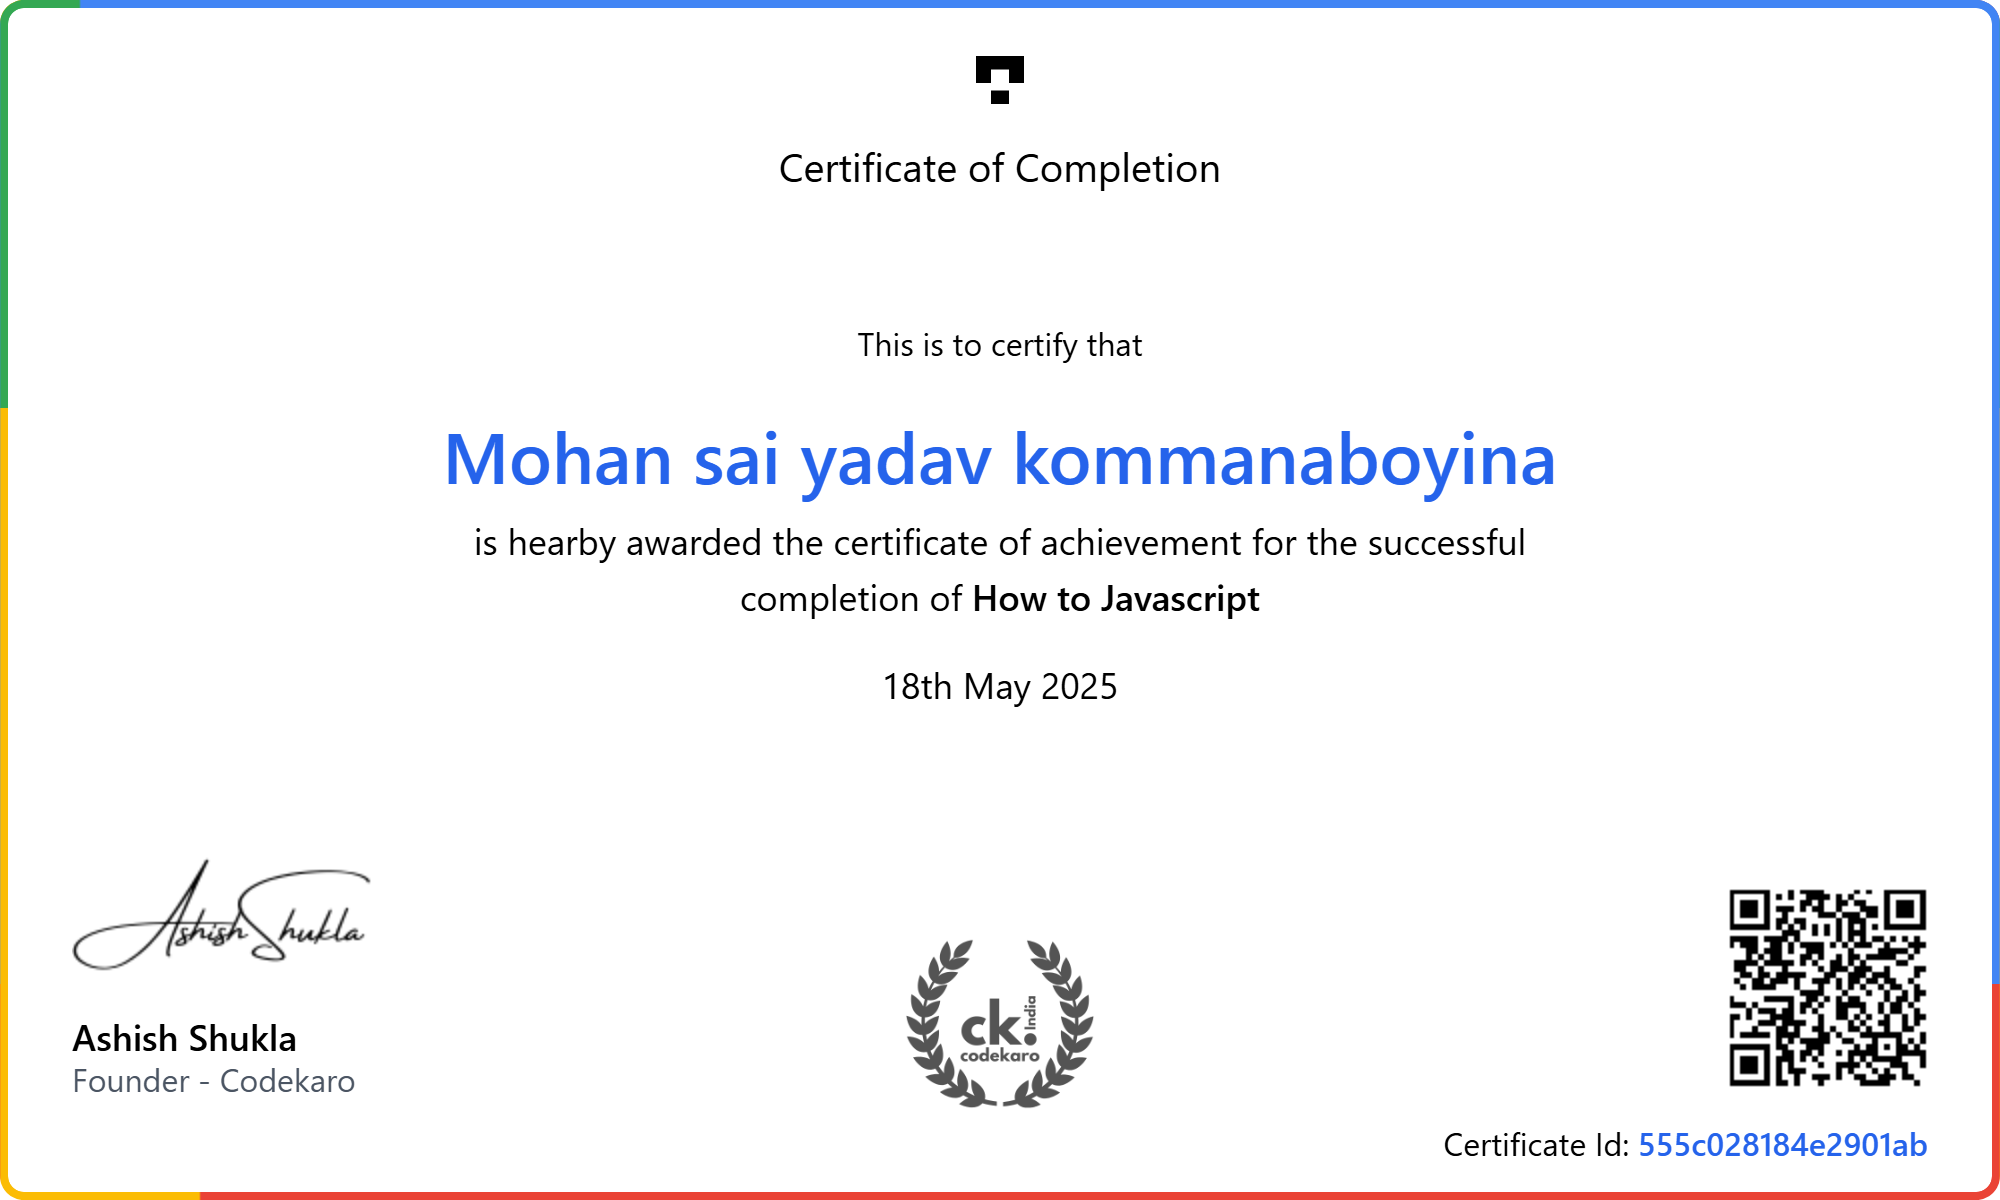 Certificate of Completion
This is to certify that
Mohan sai yadav kommanaboyina
is hearby awarded the certificate of achievement for the successful
completion of How to Javascript
18th May 2025
Ashish Shukla
Ashish Shukla
Founder - Codekaro
ck. India
codekaro
Certificate Id: 555c028184e2901ab